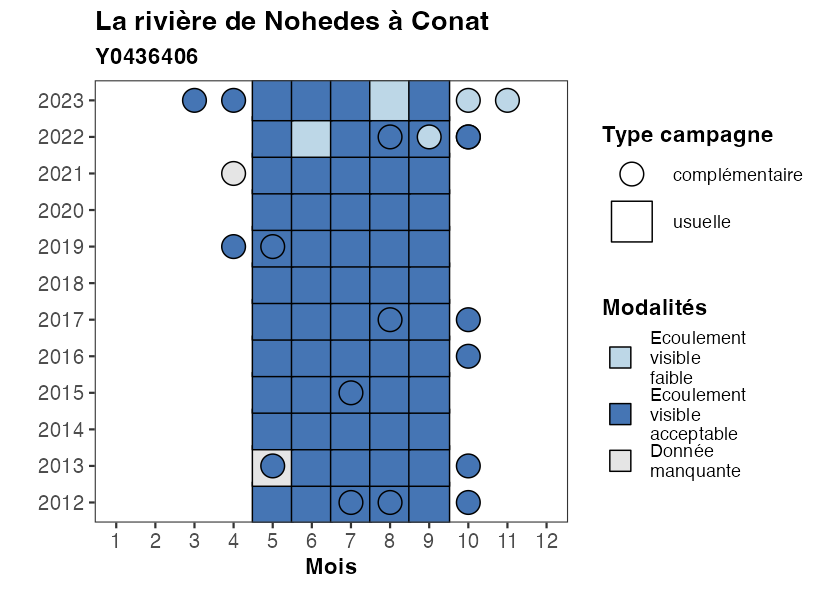 La rivière de Nohedes à Conat
Y0436406
2023
2022
2021
2020
2019
2018
2017
2016
2015
2014
2013
2012
1 2 3 4 5 6 7 8 9 10 11 12
Mois
Type campagne
complémentaire
usuelle
Modalités
Ecoulement
visible
faible
Ecoulement
visible
acceptable
Donnée
manquante